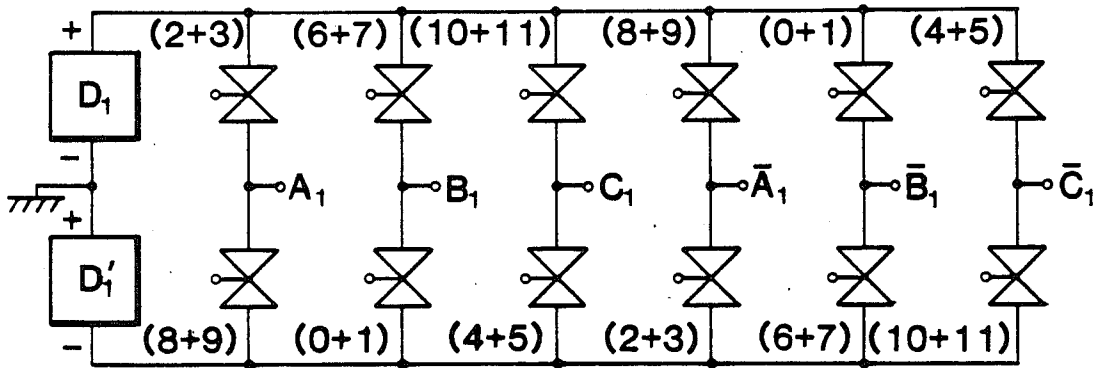 + (2+3) (6+7) (10+11) (8+9) (0+1) (4+5)
D₁
−
A₁ B₁ C₁ A̅₁ B̅₁ C̅₁
+
D₁′
−
(8+9) (0+1) (4+5) (2+3) (6+7) (10+11)